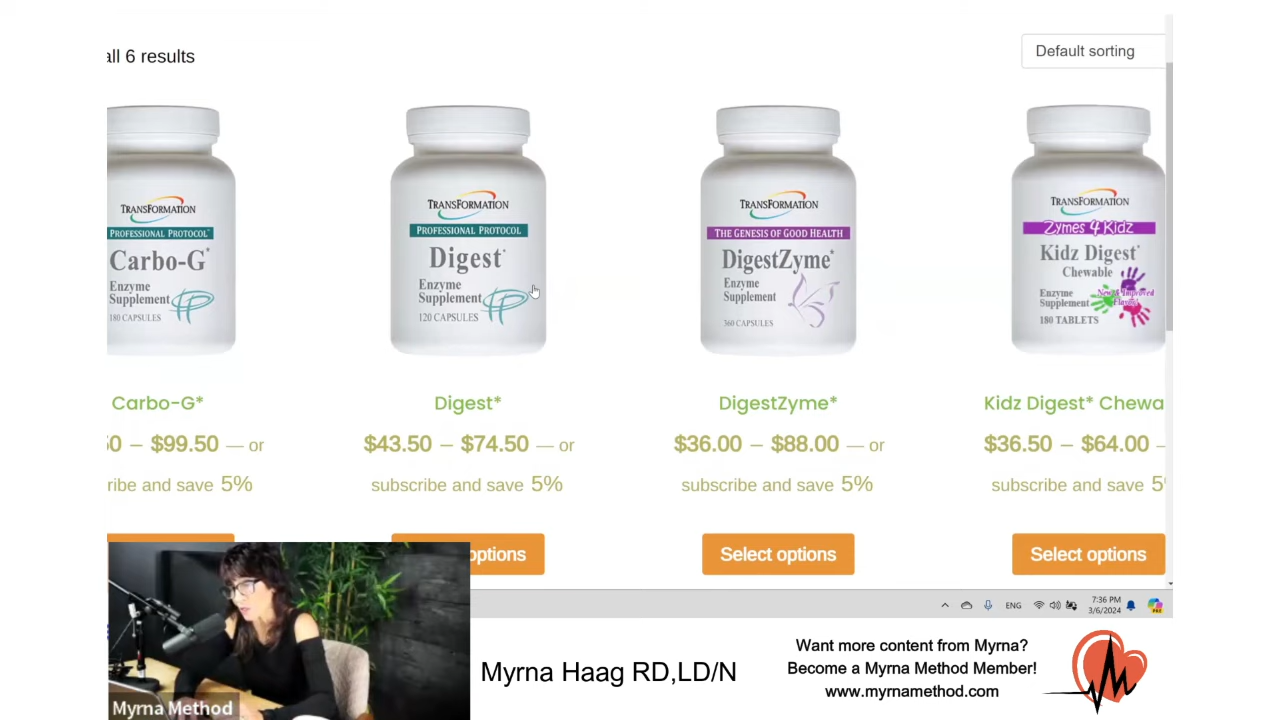 all 6 results
Default sorting
TRANSFORMATION
PROFESSIONAL PROTOCOL
Carbo-G*
Enzyme
Supplement
180 CAPSULES
TRANSFORMATION
PROFESSIONAL PROTOCOL
Digest*
Enzyme
Supplement
120 CAPSULES
TRANSFORMATION
THE GENESIS OF GOOD HEALTH
DigestZyme*
Enzyme
Supplement
360 CAPSULES
TRANSFORMATION
Zymes 4 Kidz
Kidz Digest*
Chewable
Enzyme
Supplement
New & Improved
Flavor
180 TABLETS
Carbo-G*
Digest*
DigestZyme*
Kidz Digest* Chewa
50 – $99.50 — or
$43.50 – $74.50 — or
$36.00 – $88.00 — or
$36.50 – $64.00 –
ribe and save 5%
subscribe and save 5%
subscribe and save 5%
subscribe and save 5
options
Select options
Select options
ENG
7:36 PM
3/6/2024
PRE
Myrna Method
Myrna Haag RD,LD/N
Want more content from Myrna?
Become a Myrna Method Member!
www.myrnamethod.com